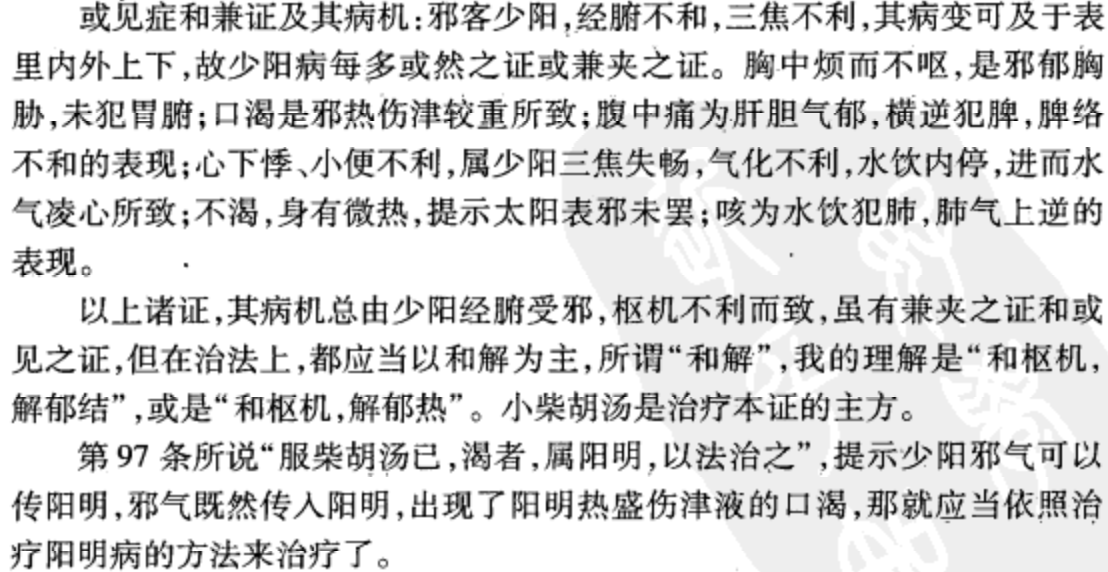 或见症和兼证及其病机:邪客少阳,经腑不和,三焦不利,其病变可及于表
里内外上下,故少阳病每多或然之证或兼夹之证。胸中烦而不呕,是邪郁胸
胁,未犯胃腑;口渴是邪热伤津较重所致;腹中痛为肝胆气郁,横逆犯脾,脾络
不和的表现;心下悸、小便不利,属少阳三焦失畅,气化不利,水饮内停,进而水
气凌心所致;不渴,身有微热,提示太阳表邪未罢;咳为水饮犯肺,肺气上逆的
表现。
以上诸证,其病机总由少阳经腑受邪,枢机不利而致,虽有兼夹之证和或
见之证,但在治法上,都应当以和解为主,所谓“和解”,我的理解是“和枢机,
解郁结”,或是“和枢机,解郁热”。小柴胡汤是治疗本证的主方。
第 97 条所说“服柴胡汤已,渴者,属阳明,以法治之”,提示少阳邪气可以
传阳明,邪气既然传入阳明,出现了阳明热盛伤津液的口渴,那就应当依照治
疗阳明病的方法来治疗了。